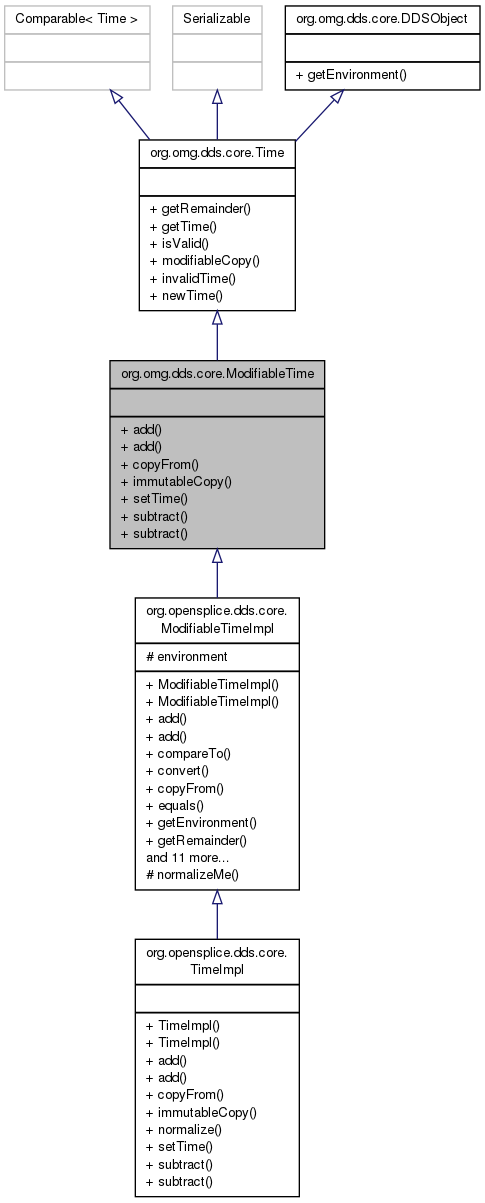 Comparable< Time >
Serializable
org.omg.dds.core.DDSObject
+ getEnvironment()
org.omg.dds.core.Time
+ getRemainder()
+ getTime()
+ isValid()
+ modifiableCopy()
+ invalidTime()
+ newTime()
org.omg.dds.core.ModifiableTime
+ add()
+ add()
+ copyFrom()
+ immutableCopy()
+ setTime()
+ subtract()
+ subtract()
org.opensplice.dds.core.
ModifiableTimeImpl
# environment
+ ModifiableTimeImpl()
+ ModifiableTimeImpl()
+ add()
+ add()
+ compareTo()
+ convert()
+ copyFrom()
+ equals()
+ getEnvironment()
+ getRemainder()
and 11 more...
# normalizeMe()
org.opensplice.dds.core.
TimeImpl
+ TimeImpl()
+ TimeImpl()
+ add()
+ add()
+ copyFrom()
+ immutableCopy()
+ normalize()
+ setTime()
+ subtract()
+ subtract()